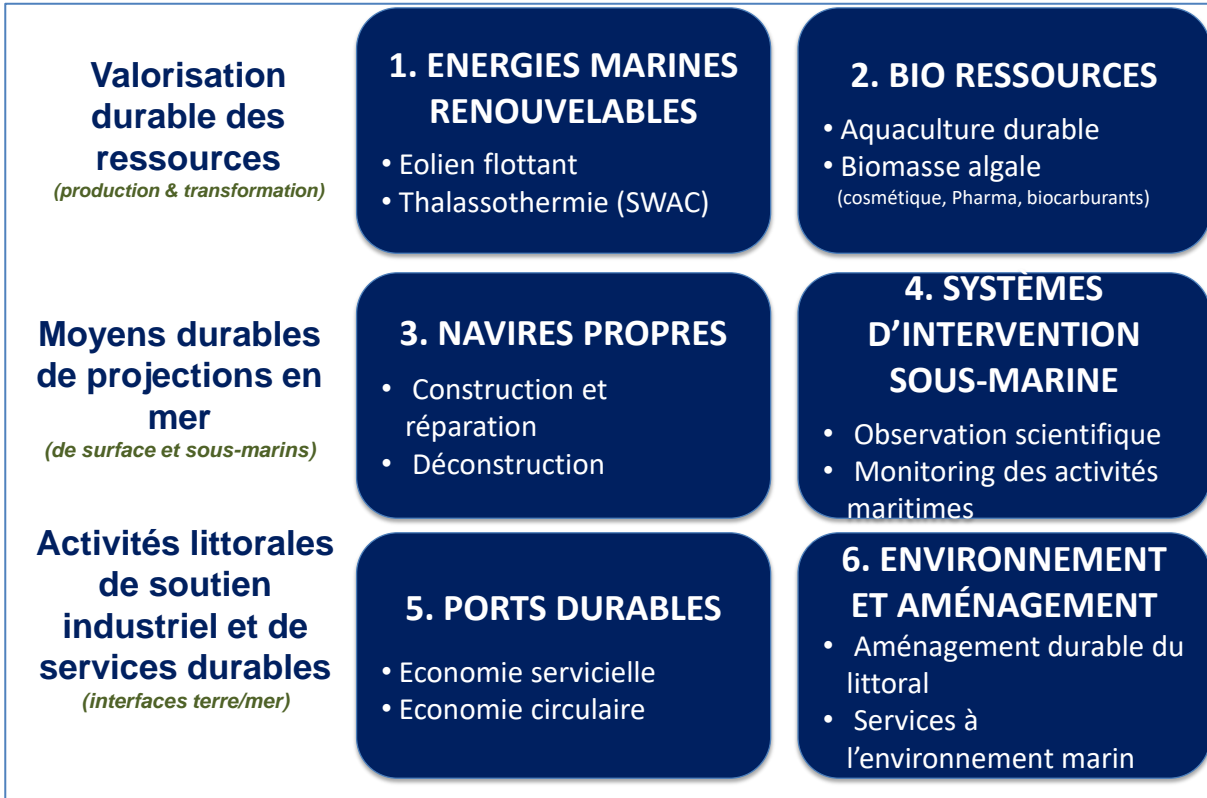 Valorisation
durable des
ressources
(production & transformation)
1. ENERGIES MARINES
RENOUVELABLES
• Eolien flottant
• Thalassothermie (SWAC)
2. BIO RESSOURCES
• Aquaculture durable
• Biomasse algale
(cosmétique, Pharma, biocarburants)
Moyens durables
de projections en
mer
(de surface et sous-marins)
3. NAVIRES PROPRES
• Construction et
réparation
• Déconstruction
4. SYSTÈMES
D’INTERVENTION
SOUS-MARINE
• Observation scientifique
• Monitoring des activités
maritimes
Activités littorales
de soutien
industriel et de
services durables
(interfaces terre/mer)
5. PORTS DURABLES
• Economie servicielle
• Economie circulaire
6. ENVIRONNEMENT
ET AMÉNAGEMENT
• Aménagement durable du
littoral
• Services à
l’environnement marin